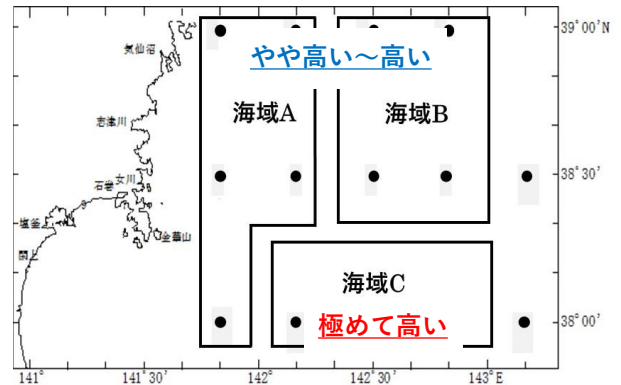 39°00′N
気仙沼
やや高い～高い
海域A
海域B
志津川
38°30′
石巻
女川
塩釜
金華山
閖上
海域C
38°00′
極めて高い
141°
141°30′
142°
142°30′
143°E